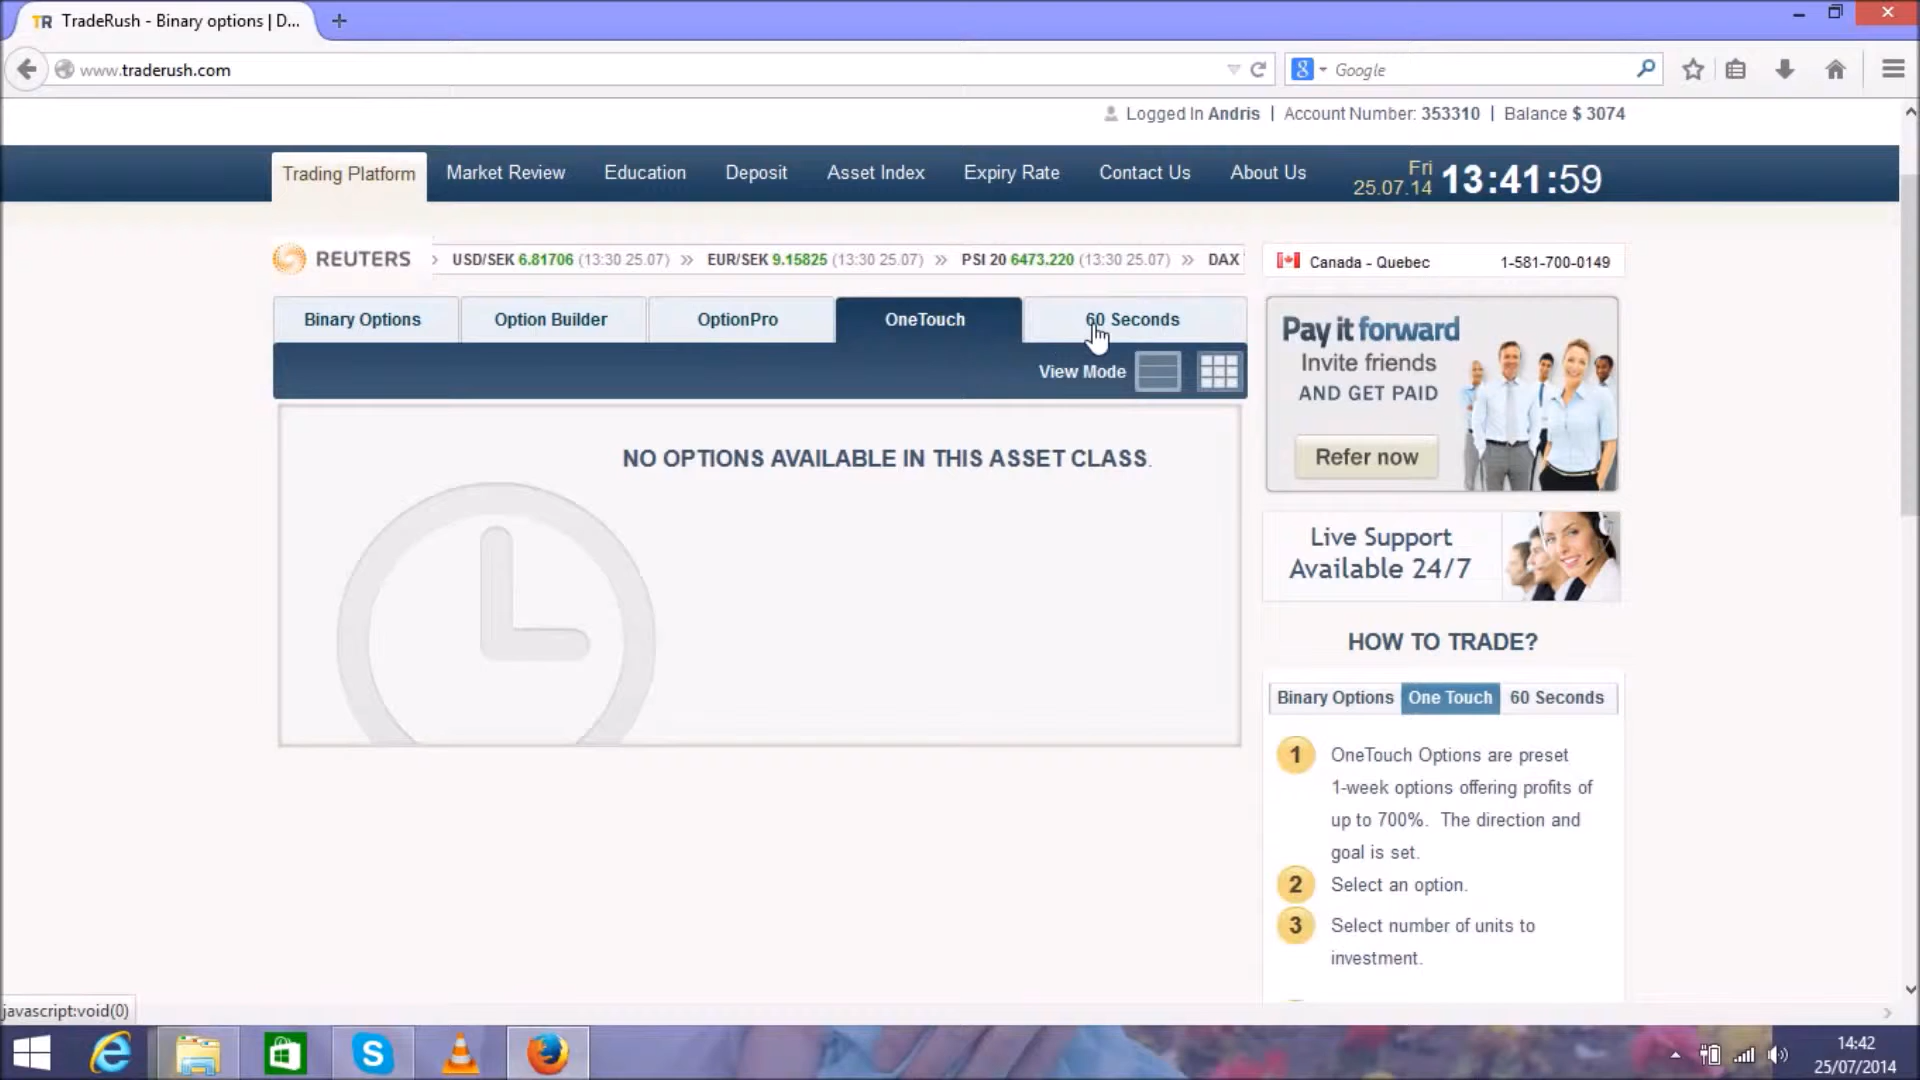 TR TradeRush - Binary options | D...
www.traderush.com
Google
Logged In Andris | Account Number: 353310 | Balance $ 3074
Trading Platform Market Review Education Deposit Asset Index Expiry Rate Contact Us About Us Fri 25.07.14 13:41:59
REUTERS USD/SEK 6.81706 (13:30 25.07) EUR/SEK 9.15825 (13:30 25.07) PSI 20 6473.220 (13:30 25.07) DAX
Canada - Quebec 1-581-700-0149
Binary Options Option Builder OptionPro OneTouch 60 Seconds
View Mode
NO OPTIONS AVAILABLE IN THIS ASSET CLASS.
Pay it forward
Invite friends
AND GET PAID
Refer now
Live Support
Available 24/7
HOW TO TRADE?
Binary Options One Touch 60 Seconds
1 OneTouch Options are preset
1-week options offering profits of
up to 700%. The direction and
goal is set.
2 Select an option.
3 Select number of units to
investment.
javascript:void(0)
14:42
25/07/2014